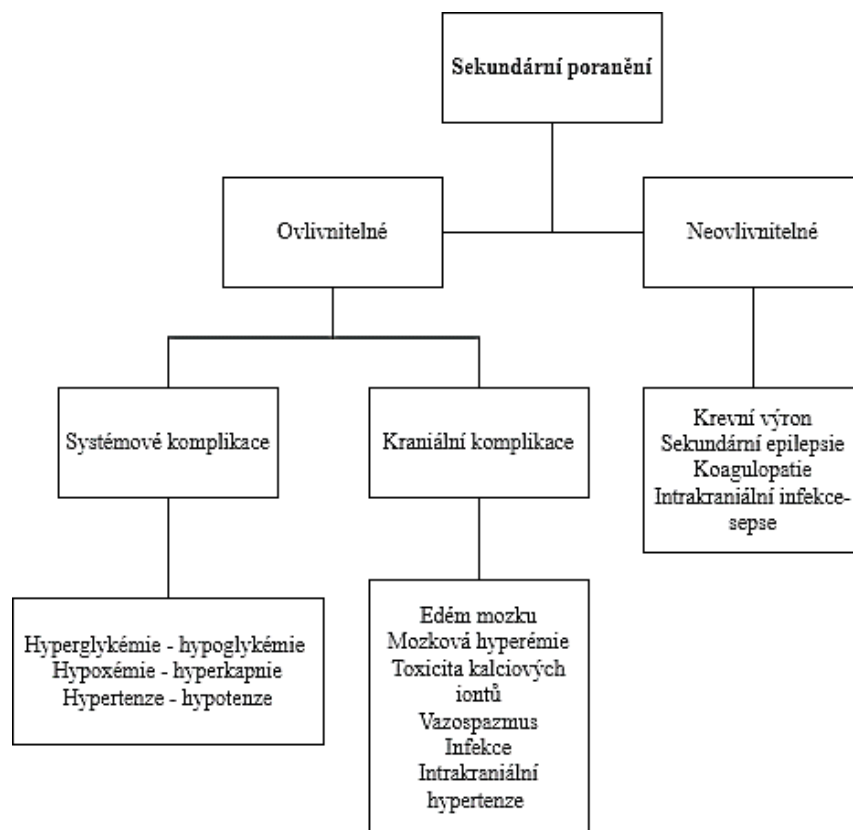 Sekundární poranění
Ovlivnitelné
Neovlivnitelné
Systémové komplikace
Kraniální komplikace
Krevní výron
Sekundární epilepsie
Koagulopatie
Intrakraniální infekce-
sepse
Hyperglykémie - hypoglykémie
Hypoxémie - hyperkapnie
Hypertenze - hypotenze
Edém mozku
Mozková hyperémie
Toxicita kalciových
iontů
Vazospazmus
Infekce
Intrakraniální
hypertenze